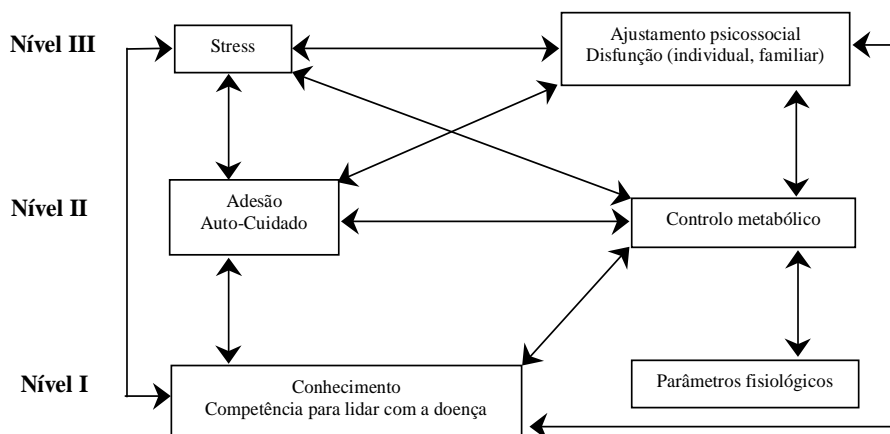 Nível III
Stress
Ajustamento psicossocial
Disfunção (individual, familiar)
Nível II
Adesão
Auto-Cuidado
Controlo metabólico
Nível I
Conhecimento
Competência para lidar com a doença
Parâmetros fisiológicos